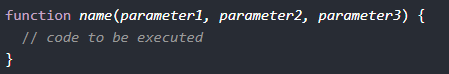 function name(parameter1, parameter2, parameter3) {
  // code to be executed
}